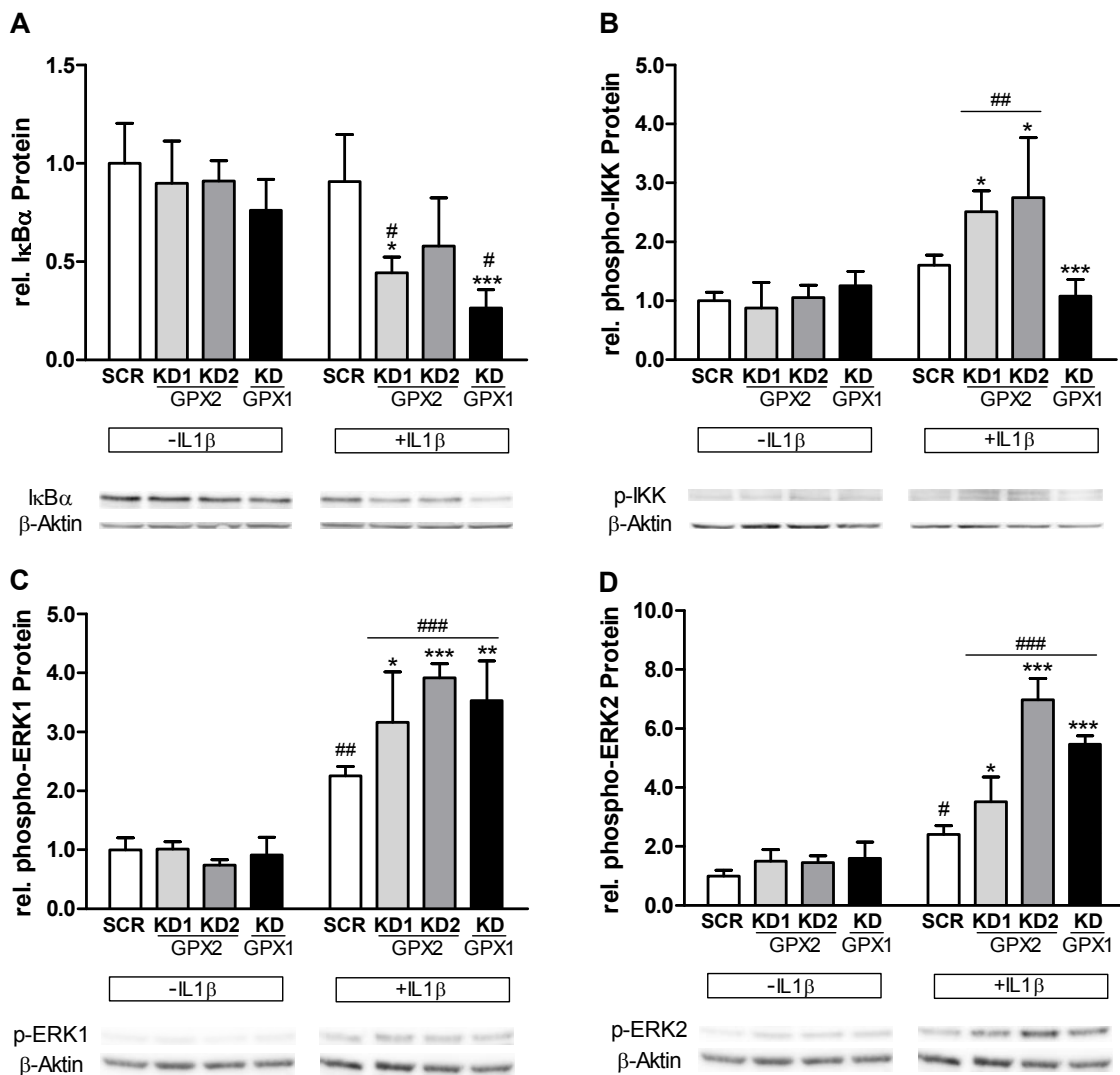 A
rel. IκBα Protein
1.5
1.0
0.5
0.0
#
*
#
***
SCR KD1 KD2 KD SCR KD1 KD2 KD
GPX2 GPX1 GPX2 GPX1
-IL1β +IL1β
IκBα
β-Aktin
B
rel. phospho-IKK Protein
5.0
4.0
3.0
2.0
1.0
0.0
##
*
*
***
SCR KD1 KD2 KD SCR KD1 KD2 KD
GPX2 GPX1 GPX2 GPX1
-IL1β +IL1β
p-IKK
β-Aktin
C
rel. phospho-ERK1 Protein
5.0
4.0
3.0
2.0
1.0
0.0
###
* *** **
##
SCR KD1 KD2 KD SCR KD1 KD2 KD
GPX2 GPX1 GPX2 GPX1
-IL1β +IL1β
p-ERK1
β-Aktin
D
rel. phospho-ERK2 Protein
10.0
8.0
6.0
4.0
2.0
0.0
###
***
***
*
#
SCR KD1 KD2 KD SCR KD1 KD2 KD
GPX2 GPX1 GPX2 GPX1
-IL1β +IL1β
p-ERK2
β-Aktin